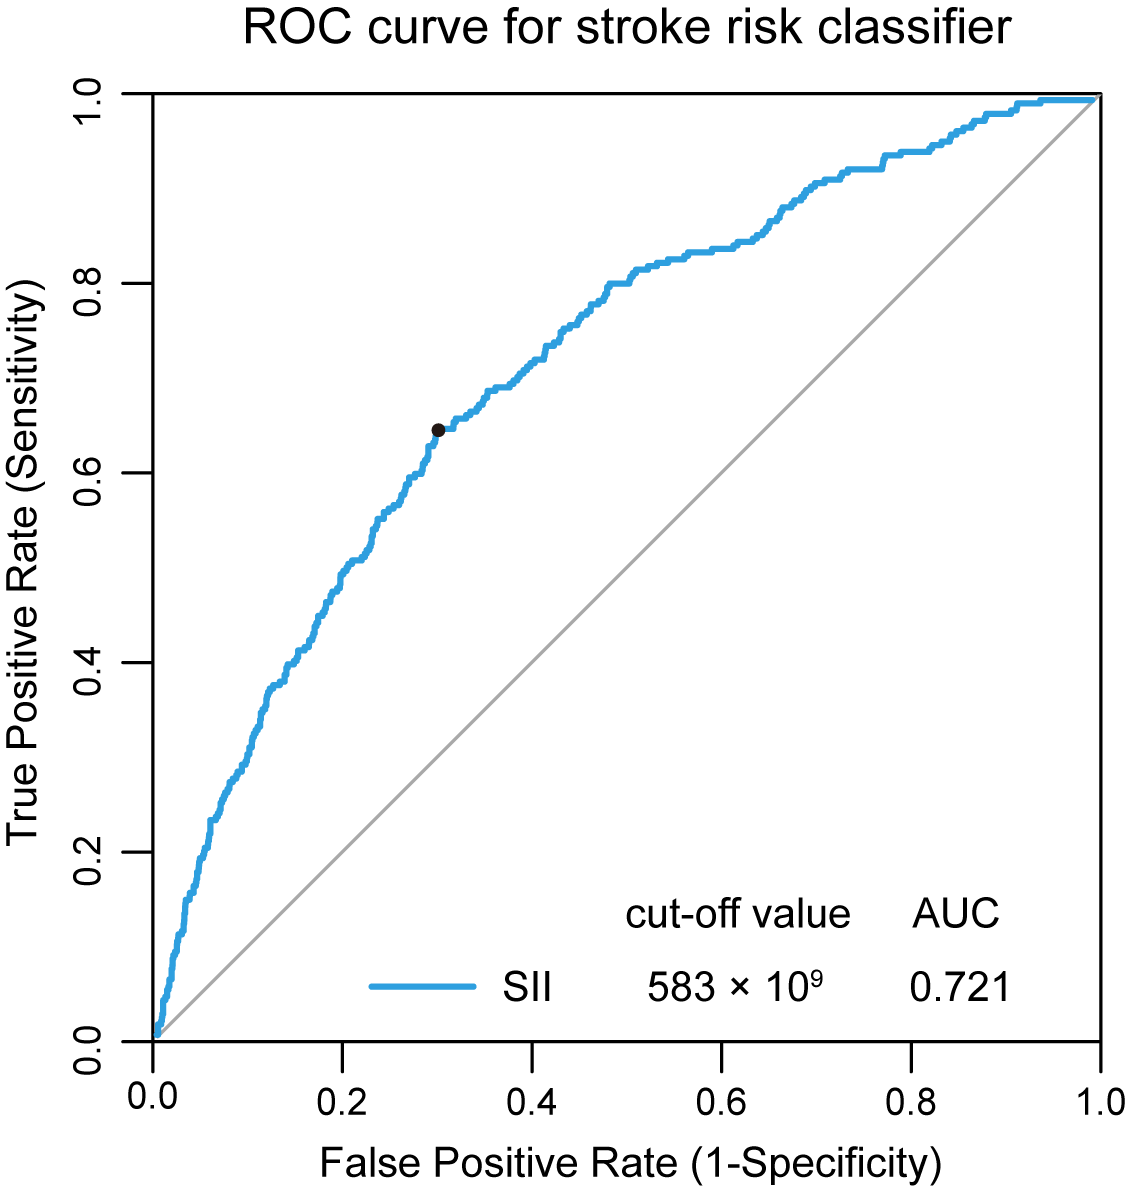 ROC curve for stroke risk classifier
True Positive Rate (Sensitivity)
1.0
0.8
0.6
0.4
0.2
0.0
cut-off value AUC
SII 583 × 10⁹ 0.721
0.0 0.2 0.4 0.6 0.8 1.0
False Positive Rate (1-Specificity)